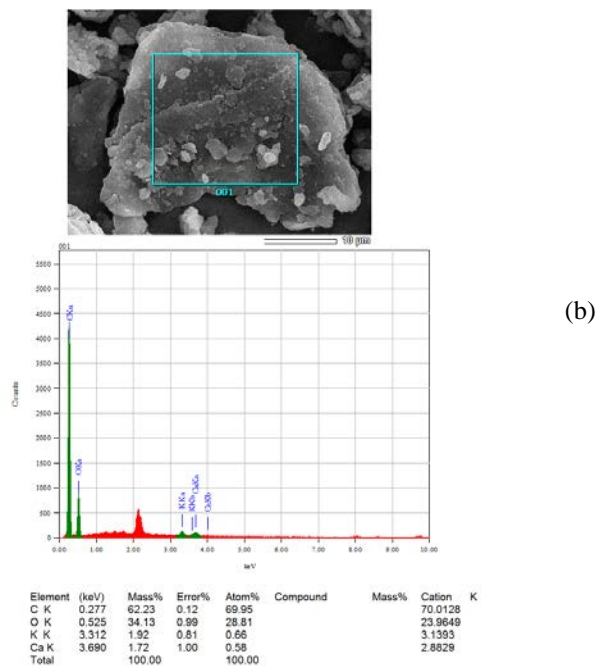 001
10 µm
(b)
001
Counts
5500
5000
4500
4000
3500
3000
2500
2000
1500
1000
500
0
CKa
OKa
KKa
KKb
CaKa
CaKb
0.00 1.00 2.00 3.00 4.00 5.00 6.00 7.00 8.00 9.00 10.00
keV
Element (keV) Mass% Error% Atom% Compound Mass% Cation K
C K 0.277 62.23 0.12 69.95 70.0128
O K 0.525 34.13 0.99 28.81 23.9649
K K 3.312 1.92 0.81 0.66 3.1393
Ca K 3.690 1.72 1.00 0.58 2.8829
Total 100.00 100.00